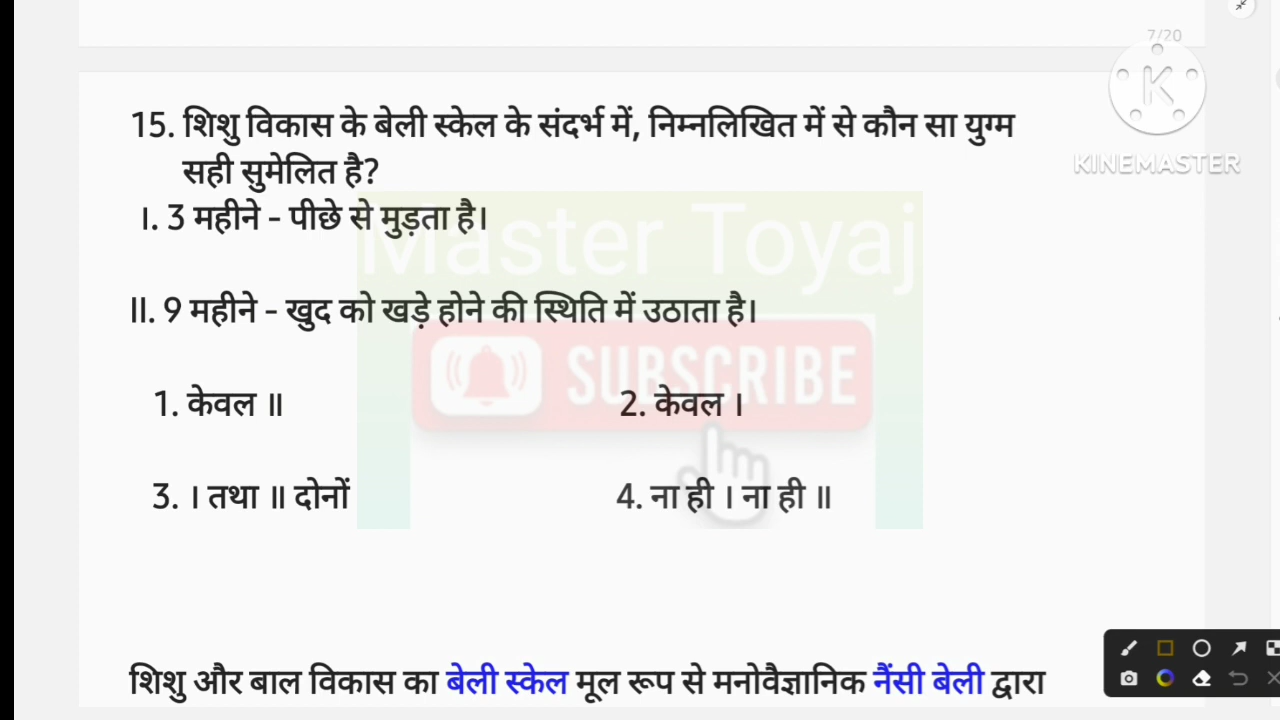 7/20
KINEMASTER
15. शिशु विकास के बेली स्केल के संदर्भ में, निम्नलिखित में से कौन सा युग्म
सही सुमेलित है?
I. 3 महीने - पीछे से मुड़ता है।
Master Toyaj
II. 9 महीने - खुद को खड़े होने की स्थिति में उठाता है।
SUBSCRIBE
1. केवल II 2. केवल I
3. I तथा II दोनों 4. ना ही I ना ही II
शिशु और बाल विकास का बेली स्केल मूल रूप से मनोवैज्ञानिक नैंसी बेली द्वारा